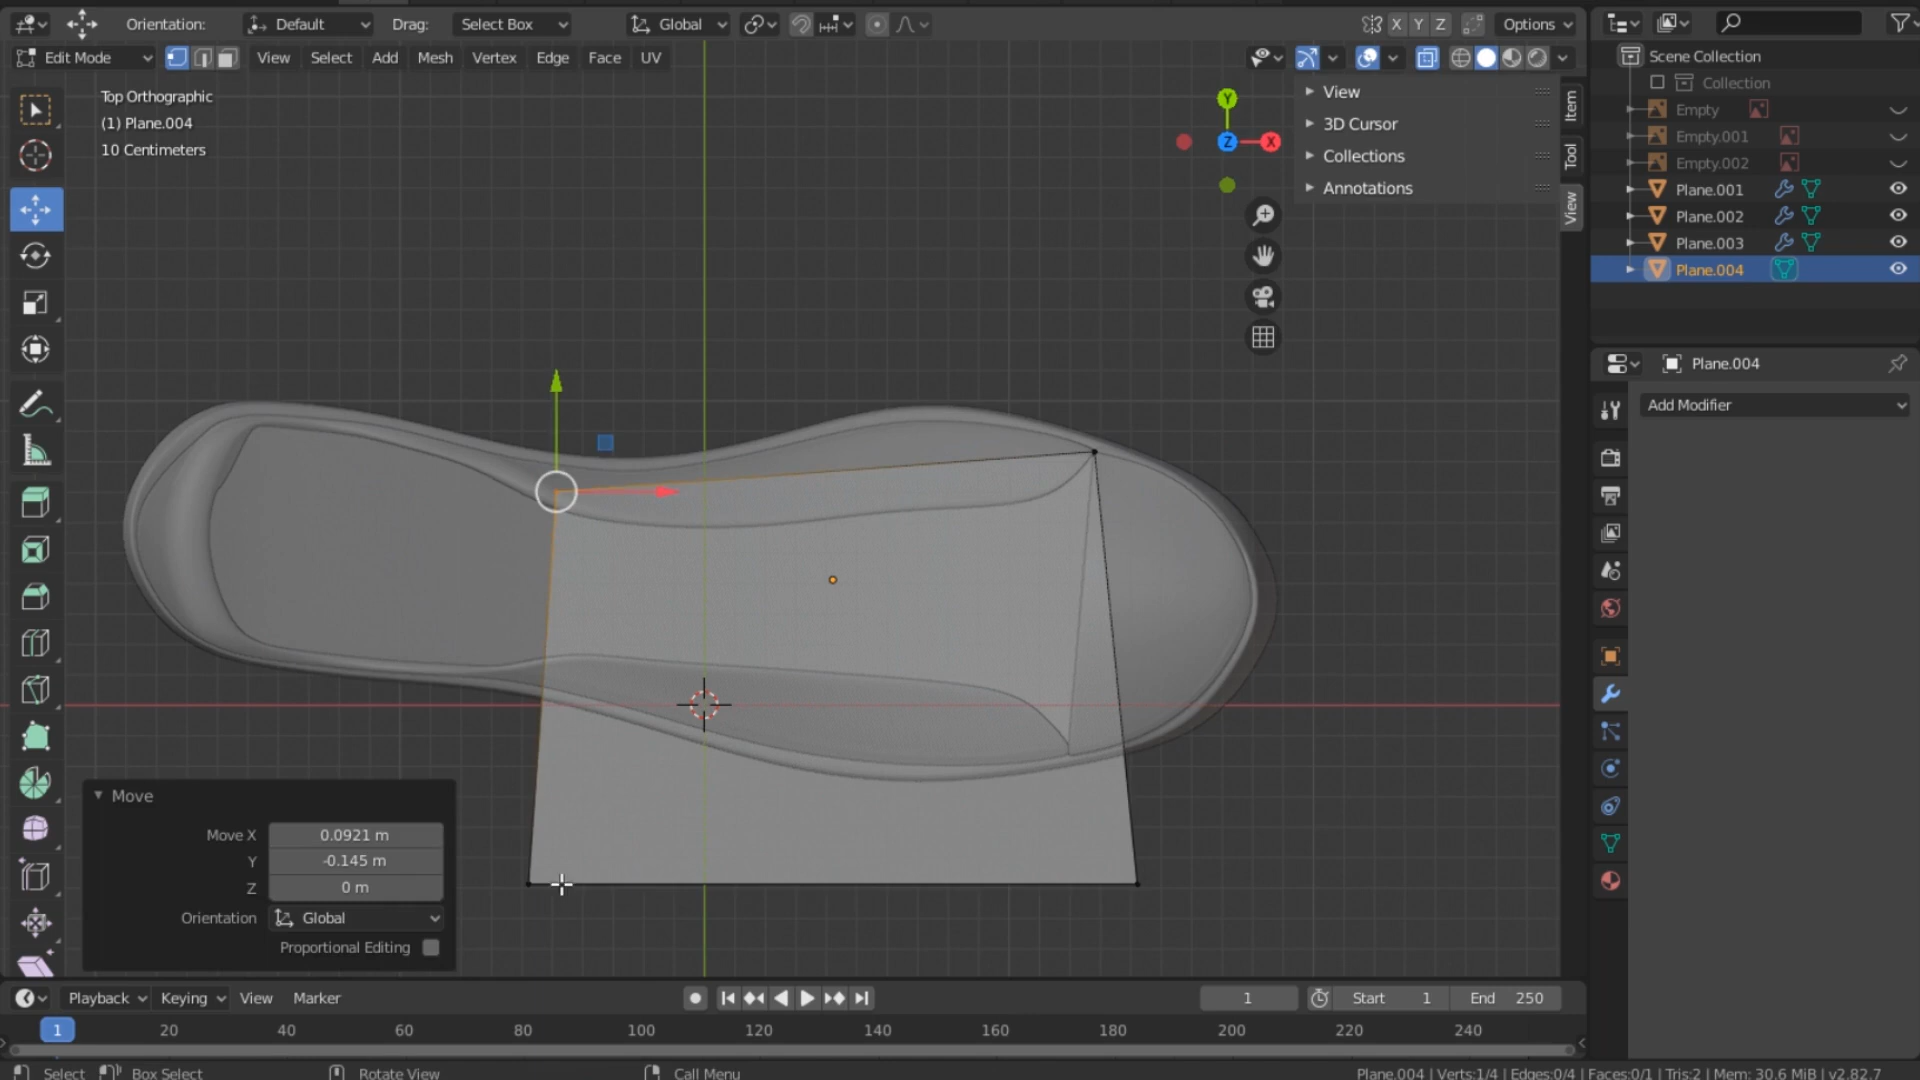 Orientation: Default Drag: Select Box Global X Y Z Options
Edit Mode View Select Add Mesh Vertex Edge Face UV
Top Orthographic
(1) Plane.004
10 Centimeters
Y
Z X
View
3D Cursor
Collections
Annotations
Item
Tool
View
Scene Collection
Collection
Empty
Empty.001
Empty.002
Plane.001
Plane.002
Plane.003
Plane.004
Plane.004
Add Modifier
Move
Move X 0.0921 m
Y -0.145 m
Z 0 m
Orientation Global
Proportional Editing
Playback Keying View Marker 1 Start 1 End 250
1 20 40 60 80 100 120 140 160 180 200 220 240
Select Box Select Rotate View Call Menu Plane.004 | Verts:1/4 | Edges:0/4 | Faces:0/1 | Tris:2 | Mem: 30.6 MiB | v2.82.7